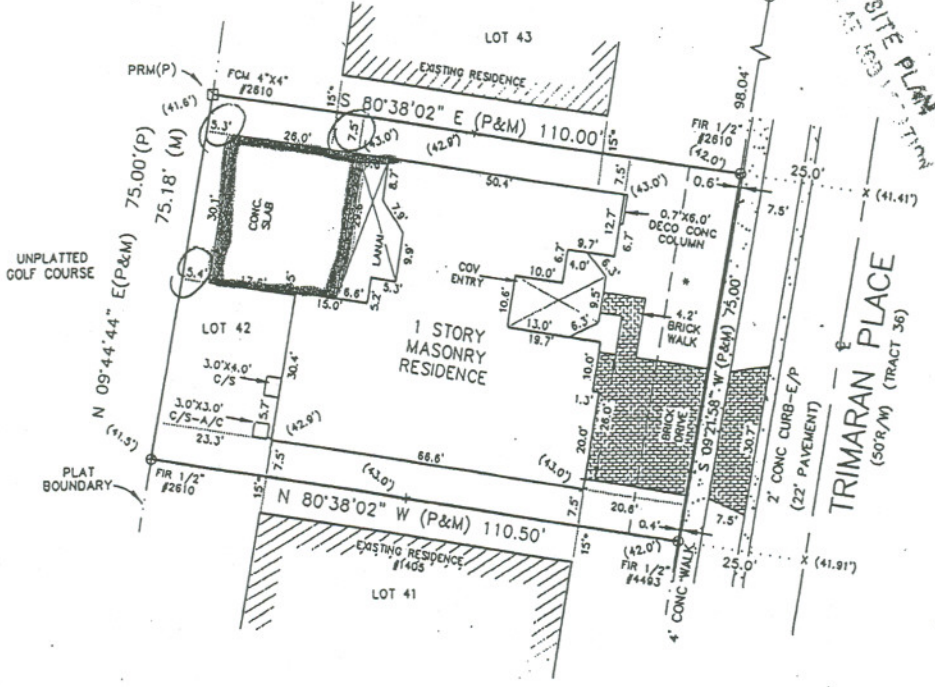 SITE PLAN
LOT 43
EXISTING RESIDENCE
PRM(P)
FCM 4"X4"
#2610
(41.6')
15'±
S 80°38'02" E (P&M) 110.00'
15'±
98.04'
FIR 1/2"
#2610
(42.0')
25.0'
x (41.41')
5.3'
26.0'
7.5'
(43.0')
(42.9')
50.4'
7.5'
(43.0')
0.6'
7.5'
75.00'(P)
75.18' (M)
N 09°44'44" E(P&M)
30.1'
CONC.
SLAB
29.6'
LANAI
8.7'
7.9'
9.9'
5.3'
5.2'
6.6'
15.0'
17.6'
5.4'
12.7'
6.7'
0.7'X6.0'
DECO CONC
COLUMN
UNPLATTED
GOLF COURSE
COV
ENTRY
10.0'
6.7'
9.7'
4.0'
6.3'
10.6'
9.5'
13.0'
6.3'
19.7'
*
4.2'
BRICK
WALK
LOT 42
1 STORY
MASONRY
RESIDENCE
3.0'X4.0'
C/S
30.4'
3.0'X3.0'
C/S-A/C
5.7'
23.3'
(42.9')
10.0'
1.3'
20.0'
26.0'
BRICK
DRIVE
S 09°21'58" W (P&M) 75.00'
30.7'
2' CONC CURB-E/P
(22' PAVEMENT)
TRIMARAN PLACE
(50'R/W) (TRACT 36)
(41.5')
PLAT
BOUNDARY
FIR 1/2"
#2610
7.5'
15'±
66.6'
(43.0')
(43.0')
7.5'
20.6'
7.5'
0.4'
N 80°38'02" W (P&M) 110.50'
15'±
(42.0')
FIR 1/2"
#4493
25.0'
x (41.91')
EXISTING RESIDENCE
#1405
LOT 41
4' CONC WALK